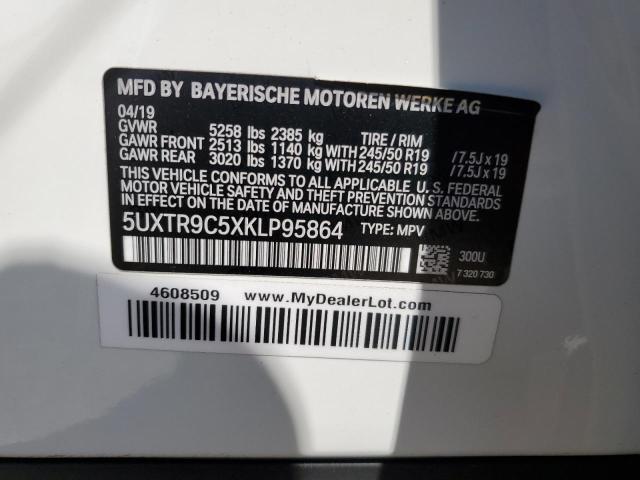 MFD BY BAYERISCHE MOTOREN WERKE AG
04/19
GVWR 5258 lbs 2385 kg TIRE / RIM
GAWR FRONT 2513 lbs 1140 kg WITH 245/50 R19 /7.5J x 19
GAWR REAR 3020 lbs 1370 kg WITH 245/50 R19 /7.5J x 19
THIS VEHICLE CONFORMS TO ALL APPLICABLE U. S. FEDERAL
MOTOR VEHICLE SAFETY AND THEFT PREVENTION STANDARDS
IN EFFECT ON THE DATE OF MANUFACTURE SHOWN ABOVE.
5UXTR9C5XKLP95864 TYPE: MPV
300U
7 320 730
4608509 www.MyDealerLot.com